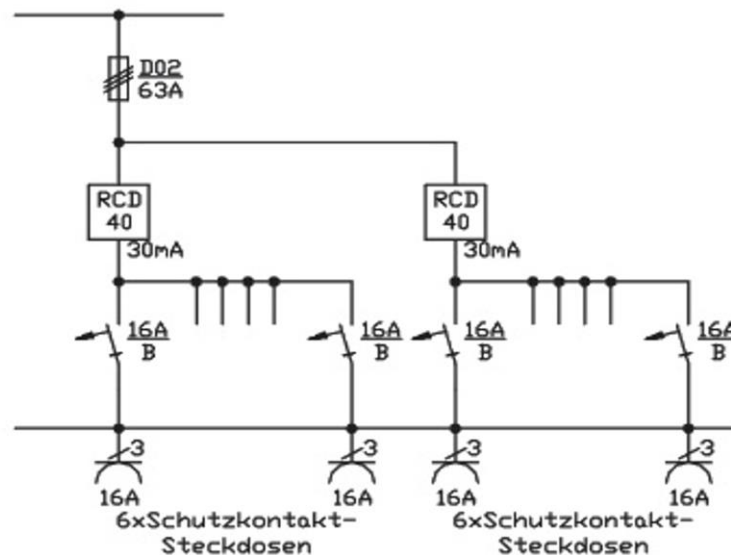 D02
63A
RCD
40
30mA
RCD
40
30mA
16A
B
16A
B
16A
B
16A
B
3
3
3
3
16A
16A
16A
16A
6xSchutzkontakt-
Steckdosen
6xSchutzkontakt-
Steckdosen